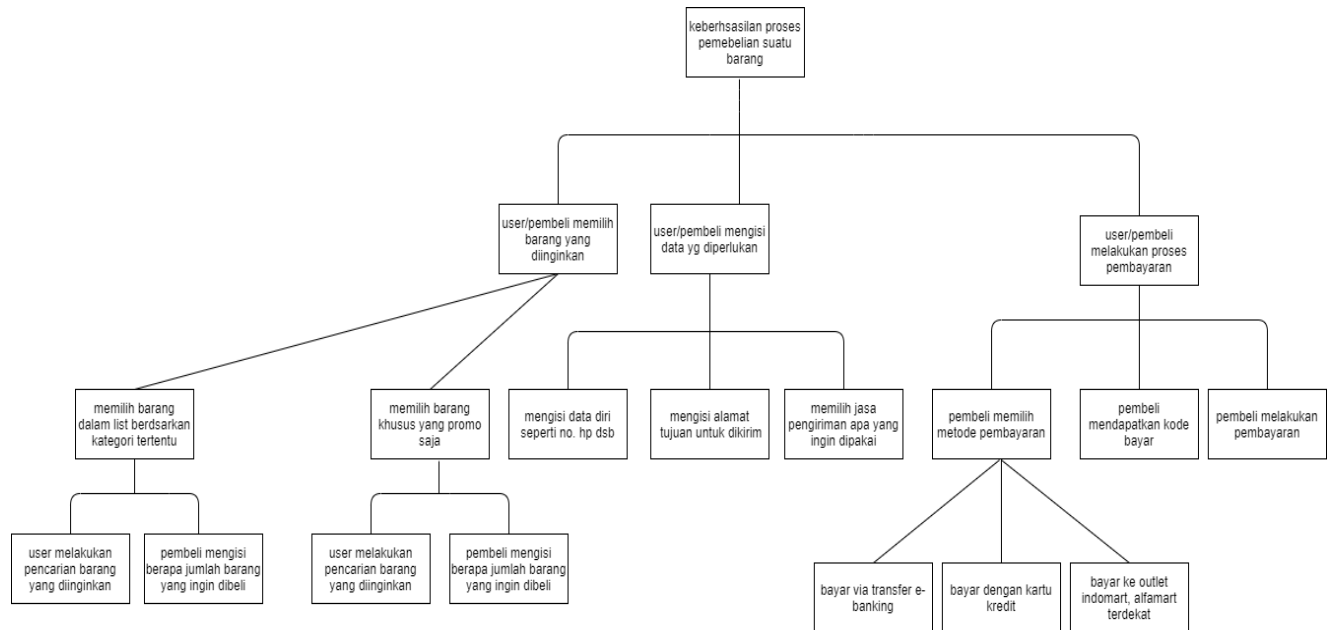 keberhsasilan proses
pemebelian suatu
barang
user/pembeli memilih
barang yang
diinginkan
user/pembeli mengisi
data yg diperlukan
user/pembeli
melakukan proses
pembayaran
memilih barang
dalam list berdsarkan
kategori tertentu
memilih barang
khusus yang promo
saja
mengisi data diri
seperti no. hp dsb
mengisi alamat
tujuan untuk dikirim
memilih jasa
pengiriman apa yang
ingin dipakai
pembeli memilih
metode pembayaran
pembeli
mendapatkan kode
bayar
pembeli melakukan
pembayaran
user melakukan
pencarian barang
yang diinginkan
pembeli mengisi
berapa jumlah barang
yang ingin dibeli
user melakukan
pencarian barang
yang diinginkan
pembeli mengisi
berapa jumlah barang
yang ingin dibeli
bayar via transfer e-
banking
bayar dengan kartu
kredit
bayar ke outlet
indomart, alfamart
terdekat